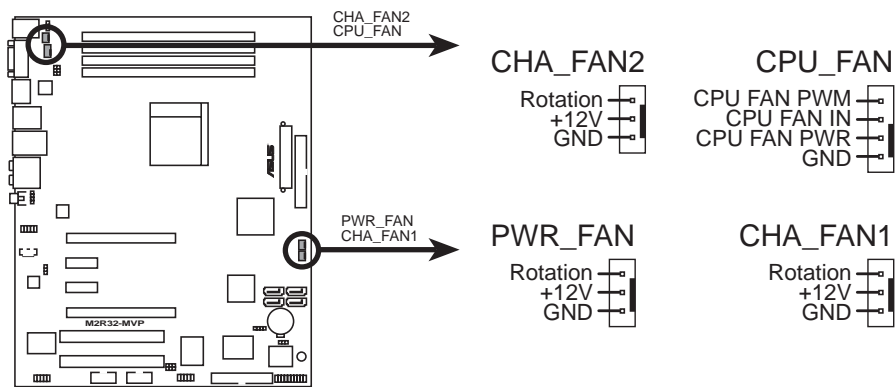 CHA_FAN2
CPU_FAN
CHA_FAN2
Rotation
+12V
GND
CPU_FAN
CPU FAN PWM
CPU FAN IN
CPU FAN PWR
GND
ASUS
PWR_FAN
CHA_FAN1
PWR_FAN
Rotation
+12V
GND
CHA_FAN1
Rotation
+12V
GND
M2R32-MVP